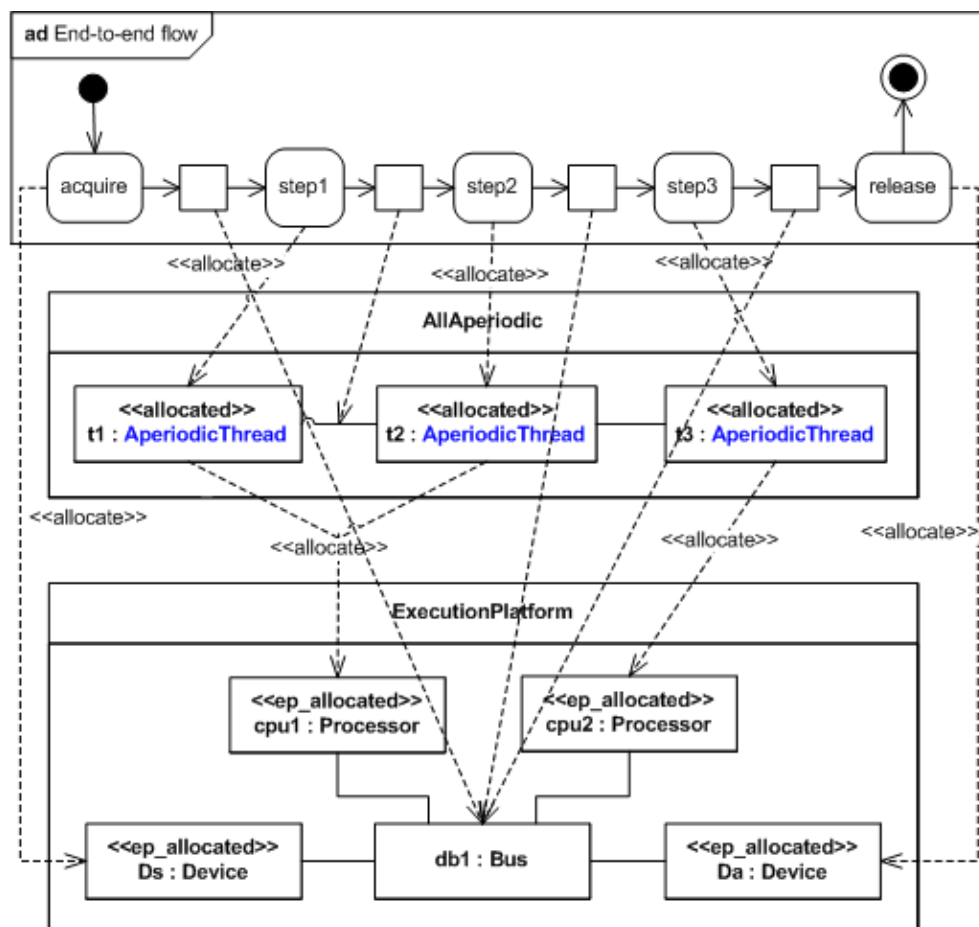 ad End-to-end flow
acquire
step1
step2
step3
release
<<allocate>>
<<allocate>>
<<allocate>>
AllAperiodic
<<allocated>>
t1 : AperiodicThread
<<allocated>>
t2 : AperiodicThread
<<allocated>>
t3 : AperiodicThread
<<allocate>>
<<allocate>>
<<allocate>>
<<allocate>>
ExecutionPlatform
<<ep_allocated>>
cpu1 : Processor
<<ep_allocated>>
cpu2 : Processor
<<ep_allocated>>
Ds : Device
db1 : Bus
<<ep_allocated>>
Da : Device